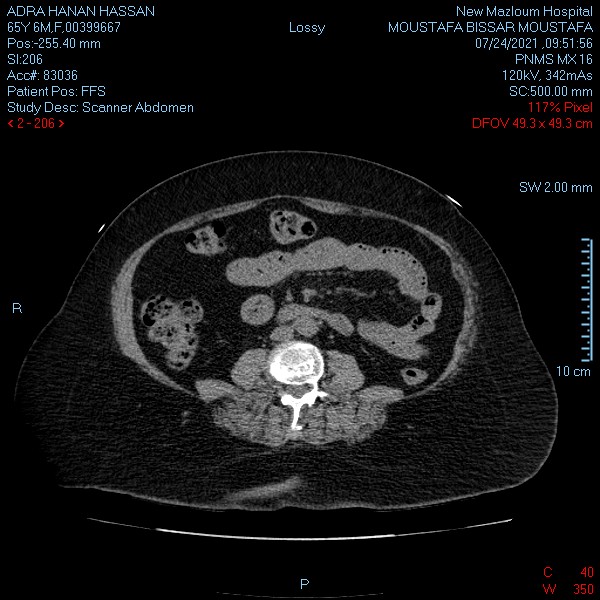 ADRA HANAN HASSAN
65Y 6M,F,00399667
Pos:-255.40 mm
SI:206
Acc#: 83036
Patient Pos: FFS
Study Desc: Scanner Abdomen
< 2 - 206 >
Lossy
New Mazloum Hospital
MOUSTAFA BISSAR MOUSTAFA
07/24/2021 ,09:51:56
PNMS MX 16
120kV, 342mAs
SC:500.00 mm
117% Pixel
DFOV 49.3 x 49.3 cm
SW 2.00 mm
R
10 cm
P
C 40
W 350